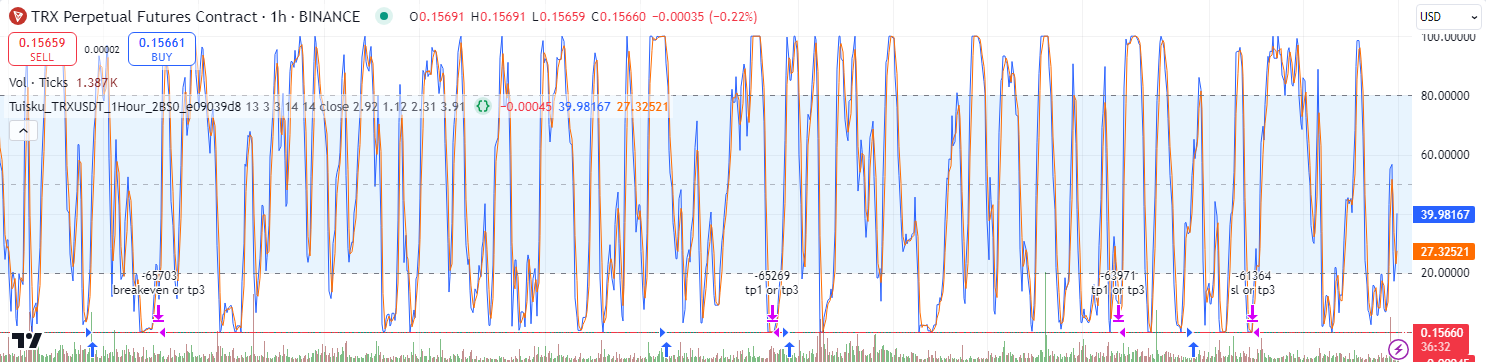 TRX Perpetual Futures Contract · 1h · BINANCE O0.15691 H0.15691 L0.15659 C0.15660 −0.00035 (−0.22%) USD
0.15659 SELL 0.00002 0.15661 BUY
100.00000
Vol · Ticks 1.387K
80.00000
Tuisku_TRXUSDT_1Hour_2BS0_e09039d8 13 3 3 14 14 close 2.92 1.12 2.31 3.91 {} −0.00045 39.98167 27.32521
60.00000
39.98167
27.32521
20.00000
-65703
breakeven or tp3
-65269
tp1 or tp3
-63971
tp1 or tp3
-61364
sl or tp3
0.15660
36:32